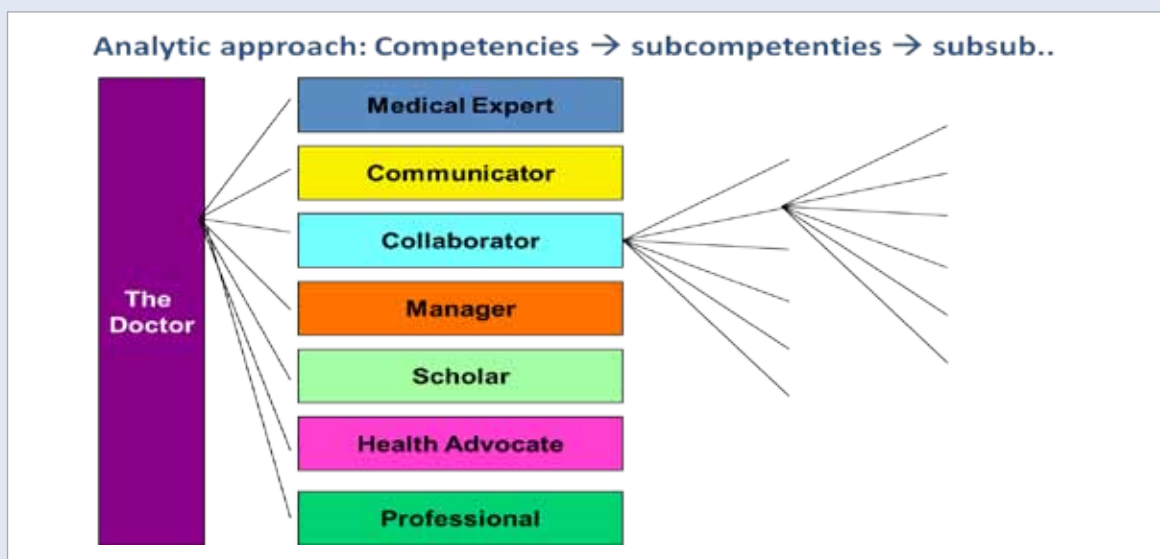 Analytic approach: Competencies → subcompetenties → subsub..
Medical Expert
Communicator
Collaborator
The
Doctor
Manager
Scholar
Health Advocate
Professional